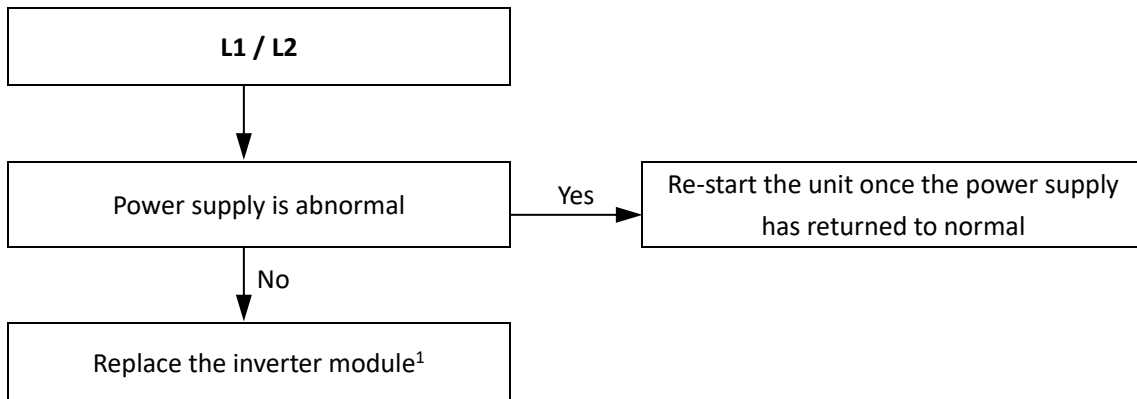 L1 / L2
Power supply is abnormal
Yes
Re-start the unit once the power supply
has returned to normal
No
Replace the inverter module¹